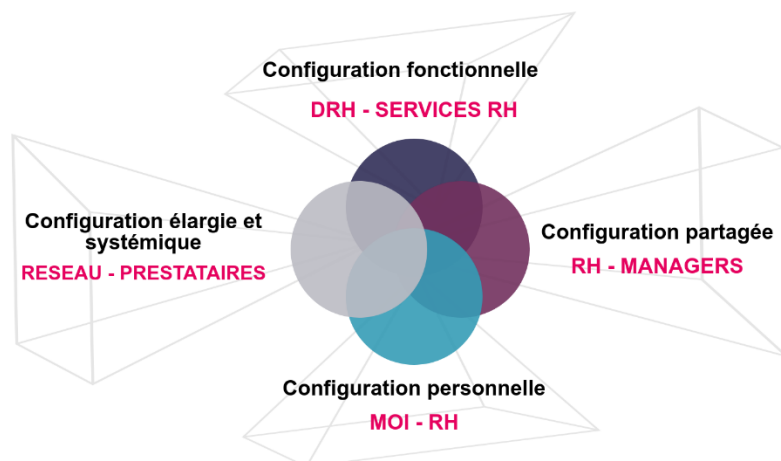 Configuration fonctionnelle
DRH - SERVICES RH
Configuration élargie et
systémique
RESEAU - PRESTATAIRES
Configuration partagée
RH - MANAGERS
Configuration personnelle
MOI - RH